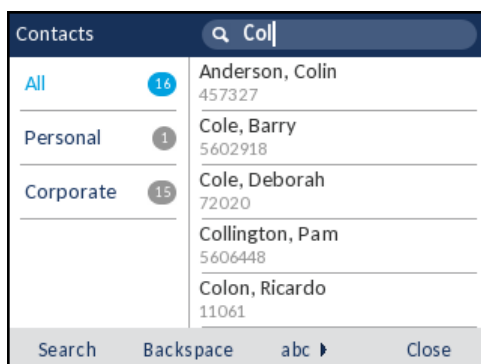 Contacts
Col
All 16
Personal 1
Corporate 15
Anderson, Colin
457327
Cole, Barry
5602918
Cole, Deborah
72020
Collington, Pam
5606448
Colon, Ricardo
11061
Search Backspace abc Close